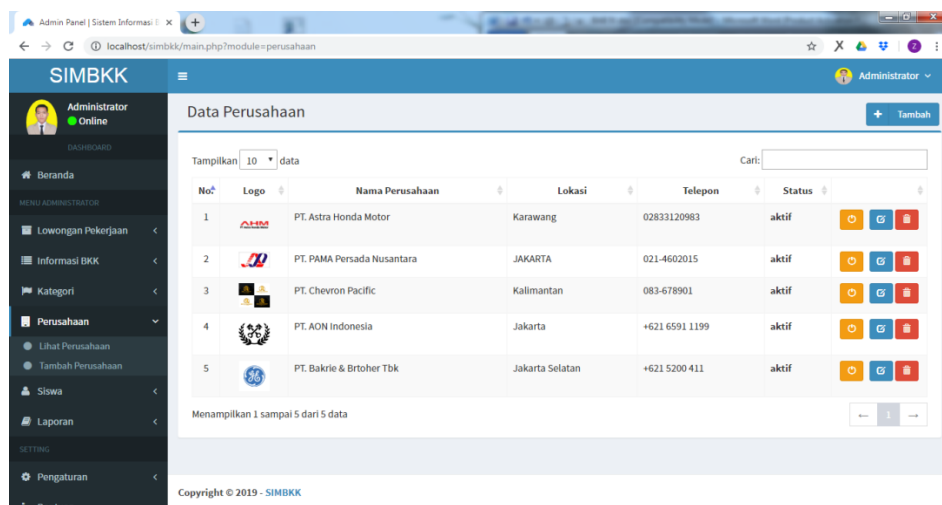 Admin Panel | Sistem Informasi
localhost/simbkk/main.php?module=perusahaan
SIMBKK
Administrator
Administrator
Online
DASHBOARD
Beranda
MENU ADMINISTRATOR
Lowongan Pekerjaan
Informasi BKK
Kategori
Perusahaan
Lihat Perusahaan
Tambah Perusahaan
Siswa
Laporan
SETTING
Pengaturan
Data Perusahaan
Tambah
Tampilkan 10 data
Cari:
No. Logo Nama Perusahaan Lokasi Telepon Status
1 AHM PT. Astra Honda Motor Karawang 02833120983 aktif
2 PT. PAMA Persada Nusantara JAKARTA 021-4602015 aktif
3 PT. Chevron Pacific Kalimantan 083-678901 aktif
4 PT. AON Indonesia Jakarta +621 6591 1199 aktif
5 PT. Bakrie & Brtoher Tbk Jakarta Selatan +621 5200 411 aktif
Menampilkan 1 sampai 5 dari 5 data
← 1 →
Copyright © 2019 - SIMBKK